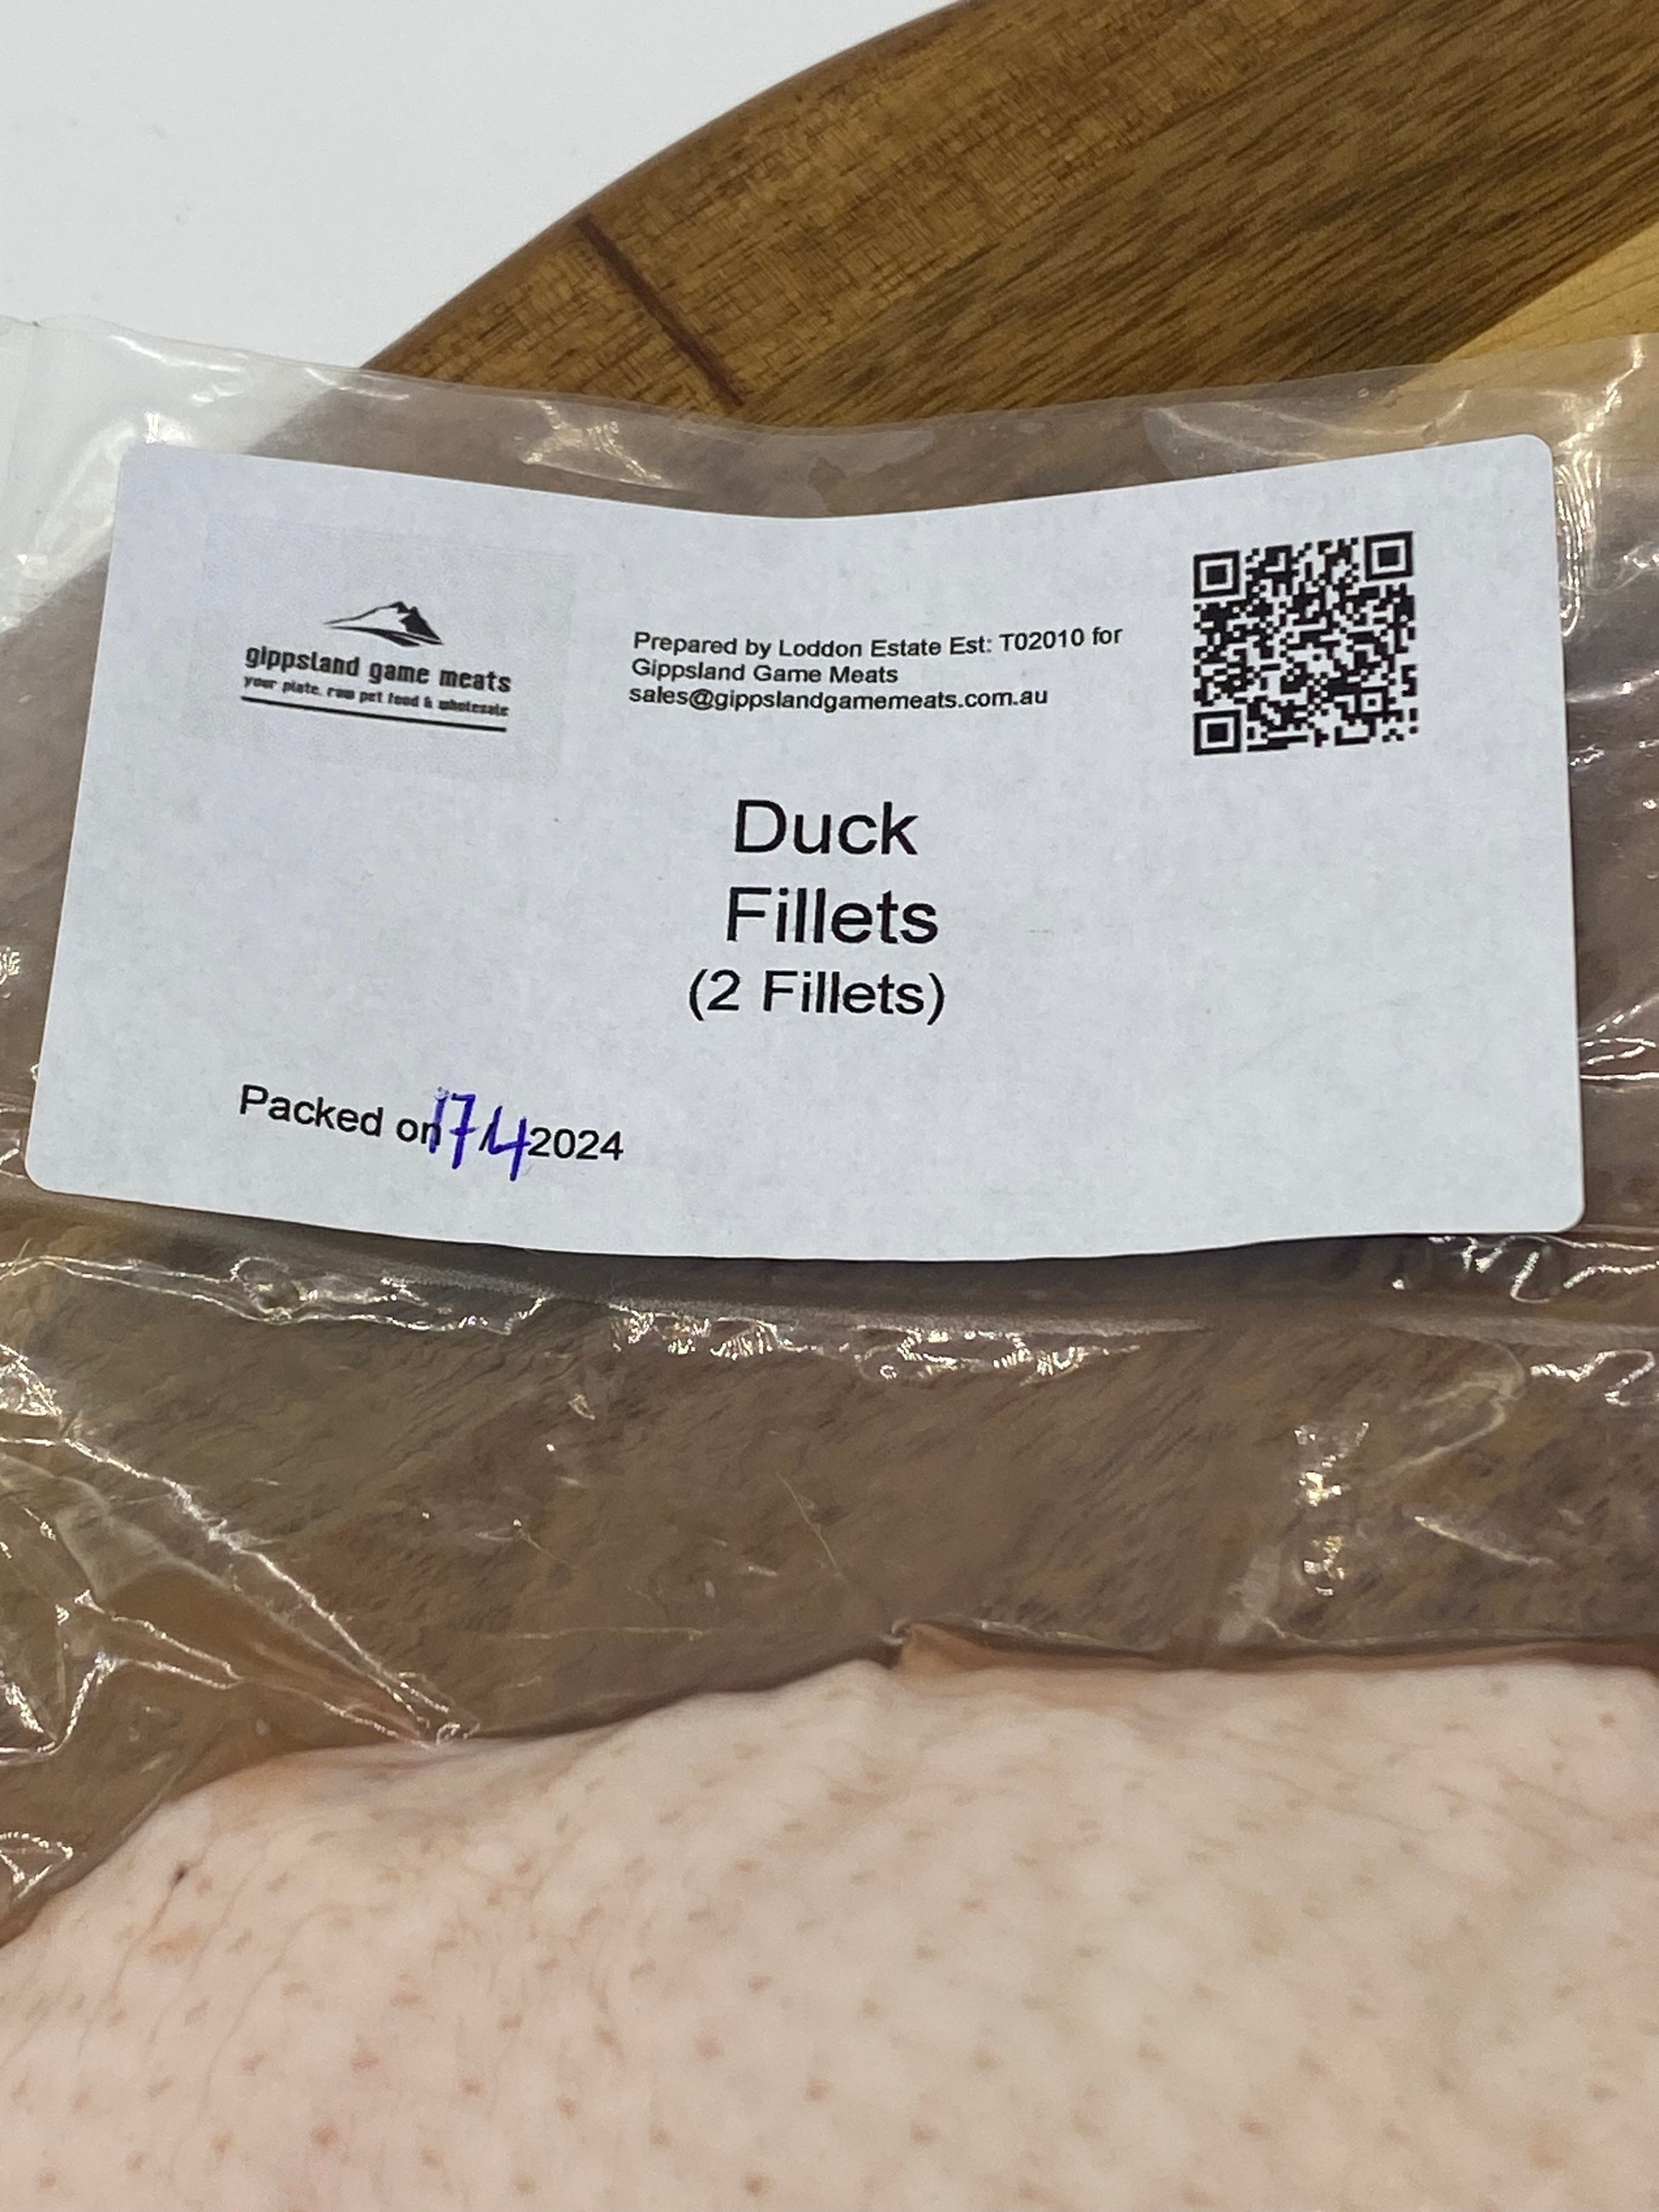 gippsland game meats
your plate, raw pet food & wholesale
Prepared by Loddon Estate Est: T02010 for
Gippsland Game Meats
sales@gippslandgamemeats.com.au
Duck
Fillets
(2 Fillets)
Packed on 17/4 2024